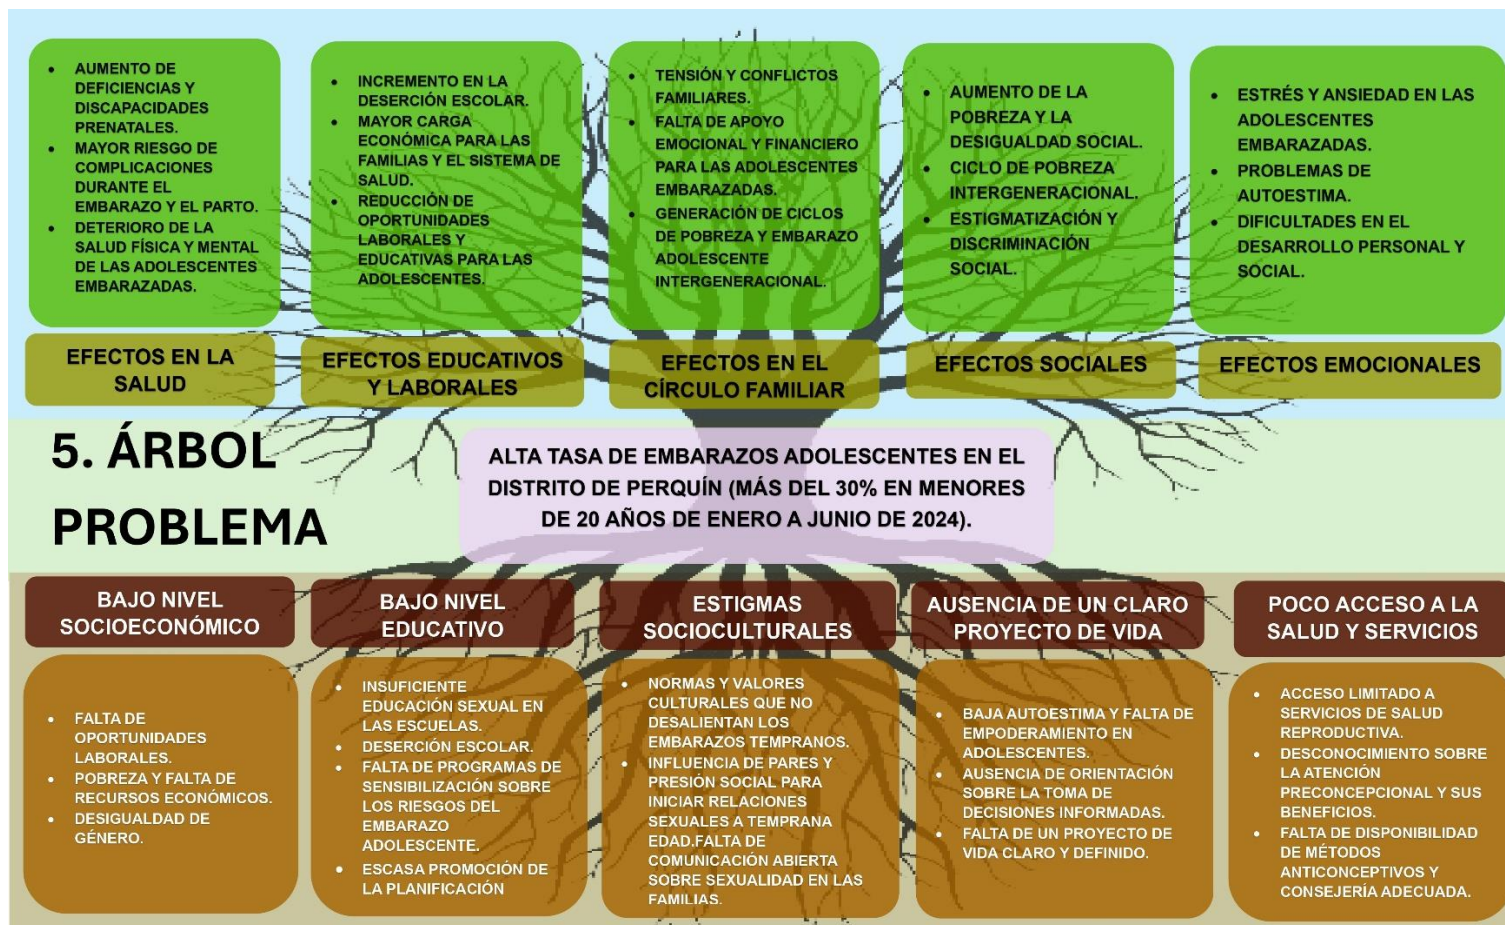 • AUMENTO DE
DEFICIENCIAS Y
DISCAPACIDADES
PRENATALES.
• MAYOR RIESGO DE
COMPLICACIONES
DURANTE EL
EMBARAZO Y EL PARTO.
• DETERIORO DE LA
SALUD FÍSICA Y MENTAL
DE LAS ADOLESCENTES
EMBARAZADAS.
• INCREMENTO EN LA
DESERCIÓN ESCOLAR.
• MAYOR CARGA
ECONÓMICA PARA LAS
FAMILIAS Y EL SISTEMA DE
SALUD.
• REDUCCIÓN DE
OPORTUNIDADES
LABORALES Y
EDUCATIVAS PARA LAS
ADOLESCENTES.
• TENSIÓN Y CONFLICTOS
FAMILIARES.
• FALTA DE APOYO
EMOCIONAL Y FINANCIERO
PARA LAS ADOLESCENTES
EMBARAZADAS.
• GENERACIÓN DE CICLOS
DE POBREZA Y EMBARAZO
ADOLESCENTE
INTERGENERACIONAL.
• AUMENTO DE LA
POBREZA Y LA
DESIGUALDAD SOCIAL.
• CICLO DE POBREZA
INTERGENERACIONAL.
• ESTIGMATIZACIÓN Y
DISCRIMINACIÓN
SOCIAL.
• ESTRÉS Y ANSIEDAD EN LAS
ADOLESCENTES
EMBARAZADAS.
• PROBLEMAS DE
AUTOESTIMA.
• DIFICULTADES EN EL
DESARROLLO PERSONAL Y
SOCIAL.
EFECTOS EN LA
SALUD
EFECTOS EDUCATIVOS
Y LABORALES
EFECTOS EN EL
CÍRCULO FAMILIAR
EFECTOS SOCIALES
EFECTOS EMOCIONALES
5. ÁRBOL
PROBLEMA
ALTA TASA DE EMBARAZOS ADOLESCENTES EN EL
DISTRITO DE PERQUÍN (MÁS DEL 30% EN MENORES
DE 20 AÑOS DE ENERO A JUNIO DE 2024).
BAJO NIVEL
SOCIOECONÓMICO
BAJO NIVEL
EDUCATIVO
ESTIGMAS
SOCIOCULTURALES
AUSENCIA DE UN CLARO
PROYECTO DE VIDA
POCO ACCESO A LA
SALUD Y SERVICIOS
• FALTA DE
OPORTUNIDADES
LABORALES.
• POBREZA Y FALTA DE
RECURSOS ECONÓMICOS.
• DESIGUALDAD DE
GÉNERO.
• INSUFICIENTE
EDUCACIÓN SEXUAL EN
LAS ESCUELAS.
• DESERCIÓN ESCOLAR.
• FALTA DE PROGRAMAS DE
SENSIBILIZACIÓN SOBRE
LOS RIESGOS DEL
EMBARAZO
ADOLESCENTE.
• ESCASA PROMOCIÓN DE
LA PLANIFICACIÓN
• NORMAS Y VALORES
CULTURALES QUE NO
DESALIENTAN LOS
EMBARAZOS TEMPRANOS.
• INFLUENCIA DE PARES Y
PRESIÓN SOCIAL PARA
INICIAR RELACIONES
SEXUALES A TEMPRANA
EDAD.FALTA DE
COMUNICACIÓN ABIERTA
SOBRE SEXUALIDAD EN LAS
FAMILIAS.
• BAJA AUTOESTIMA Y FALTA DE
EMPODERAMIENTO EN
ADOLESCENTES.
• AUSENCIA DE ORIENTACIÓN
SOBRE LA TOMA DE
DECISIONES INFORMADAS.
• FALTA DE UN PROYECTO DE
VIDA CLARO Y DEFINIDO.
• ACCESO LIMITADO A
SERVICIOS DE SALUD
REPRODUCTIVA.
• DESCONOCIMIENTO SOBRE
LA ATENCIÓN
PRECONCEPCIONAL Y SUS
BENEFICIOS.
• FALTA DE DISPONIBILIDAD
DE MÉTODOS
ANTICONCEPTIVOS Y
CONSEJERÍA ADECUADA.